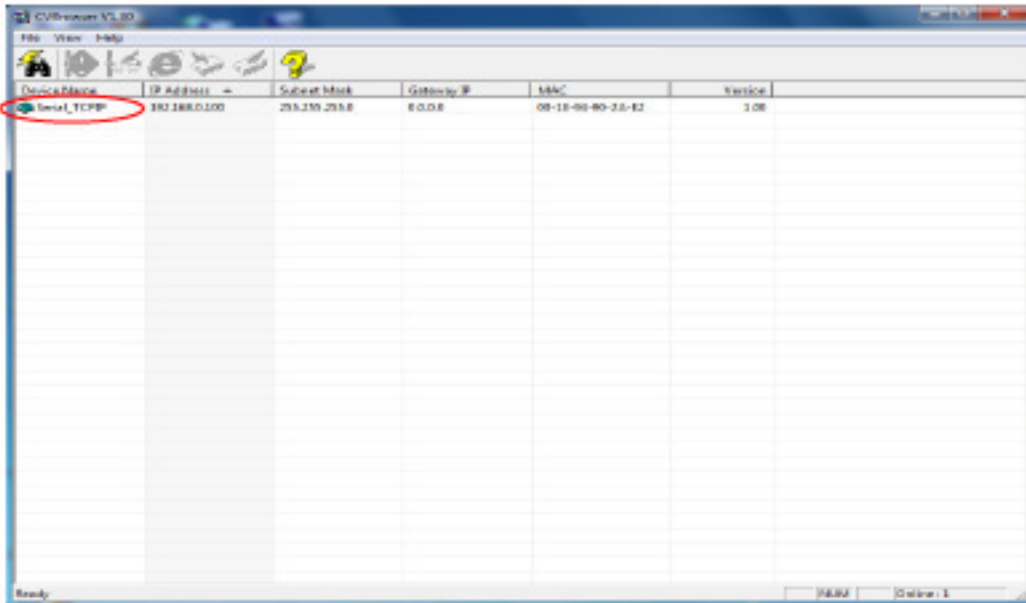 CVBrowser V1.00
File View Help
Device Name IP Address Subnet Mask Gateway IP MAC Version
Serial_TCPIP 192.168.0.100 255.255.255.0 0.0.0.0 1.00
Ready NUM Online : 1